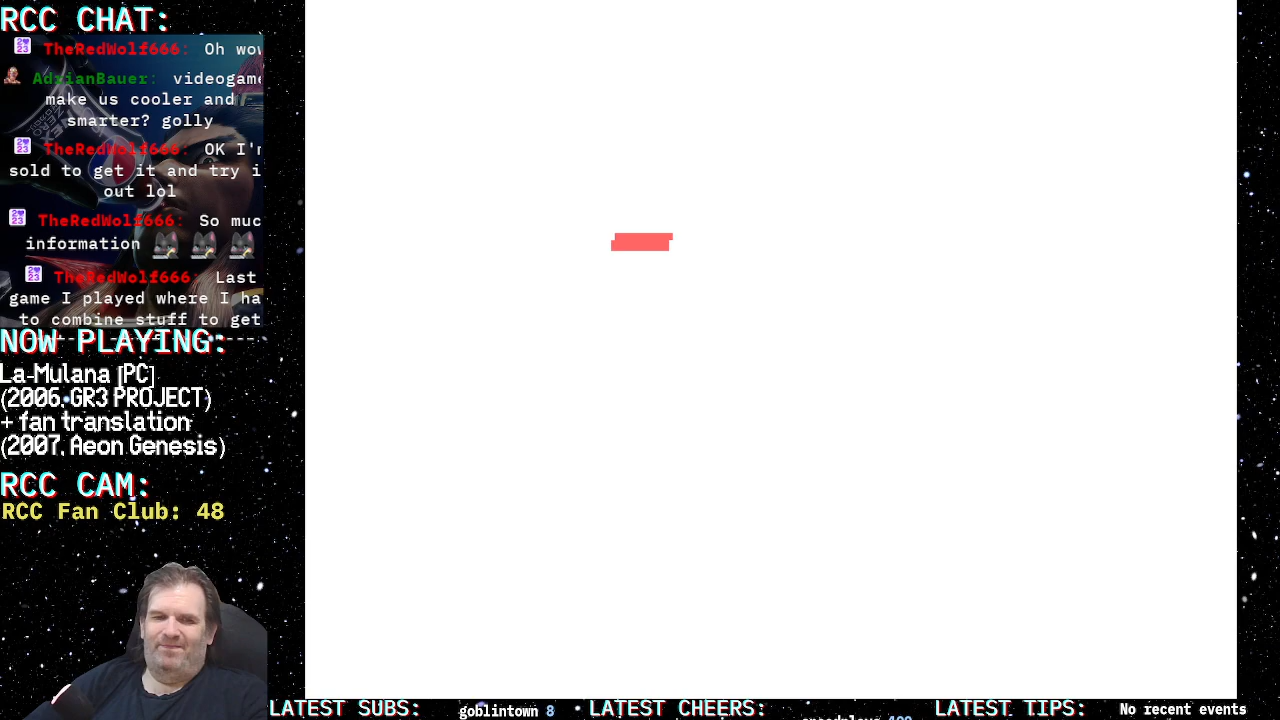 RCC CHAT:
TheRedWolf666: Oh wow
AdrianBauer: videogame
make us cooler and
smarter? golly
TheRedWolf666: OK I'm
sold to get it and try i
out lol
TheRedWolf666: So muc
information
TheRedWolf666: Last
game I played where I ha
to combine stuff to get
NOW PLAYING:
La-Mulana [PC]
(2006, GR3 PROJECT)
+ fan translation
(2007, Aeon Genesis)
RCC CAM:
RCC Fan Club: 48
LATEST SUBS:
goblintown 8
LATEST CHEERS:
LATEST TIPS:
No recent events